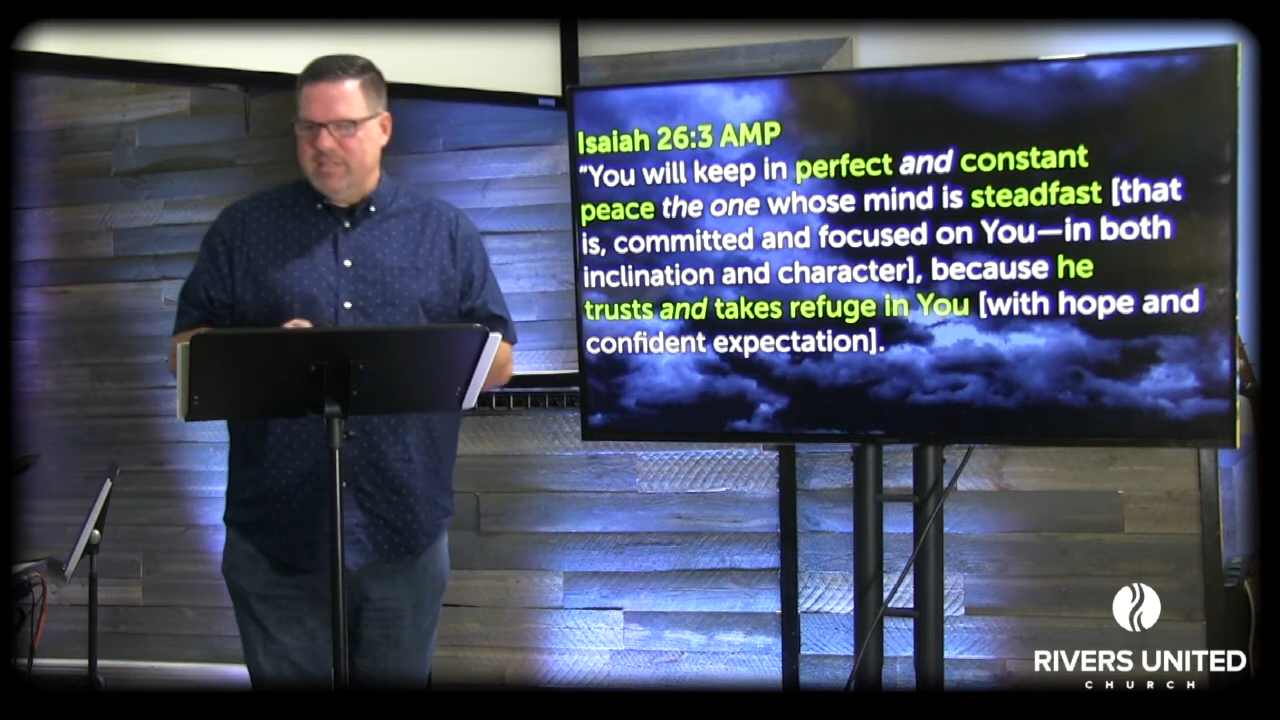 Isaiah 26:3 AMP
"You will keep in perfect and constant
peace the one whose mind is steadfast [that
is, committed and focused on You—in both
inclination and character], because he
trusts and takes refuge in You [with hope and
confident expectation].
RIVERS UNITED
CHURCH